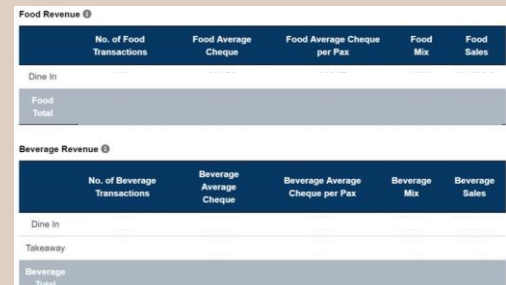 Food Revenue
No. of Food Transactions Food Average Cheque Food Average Cheque per Pax Food Mix Food Sales
Dine In
Food Total
Beverage Revenue
No. of Beverage Transactions Beverage Average Cheque Beverage Average Cheque per Pax Beverage Mix Beverage Sales
Dine In
Takeaway
Beverage Total